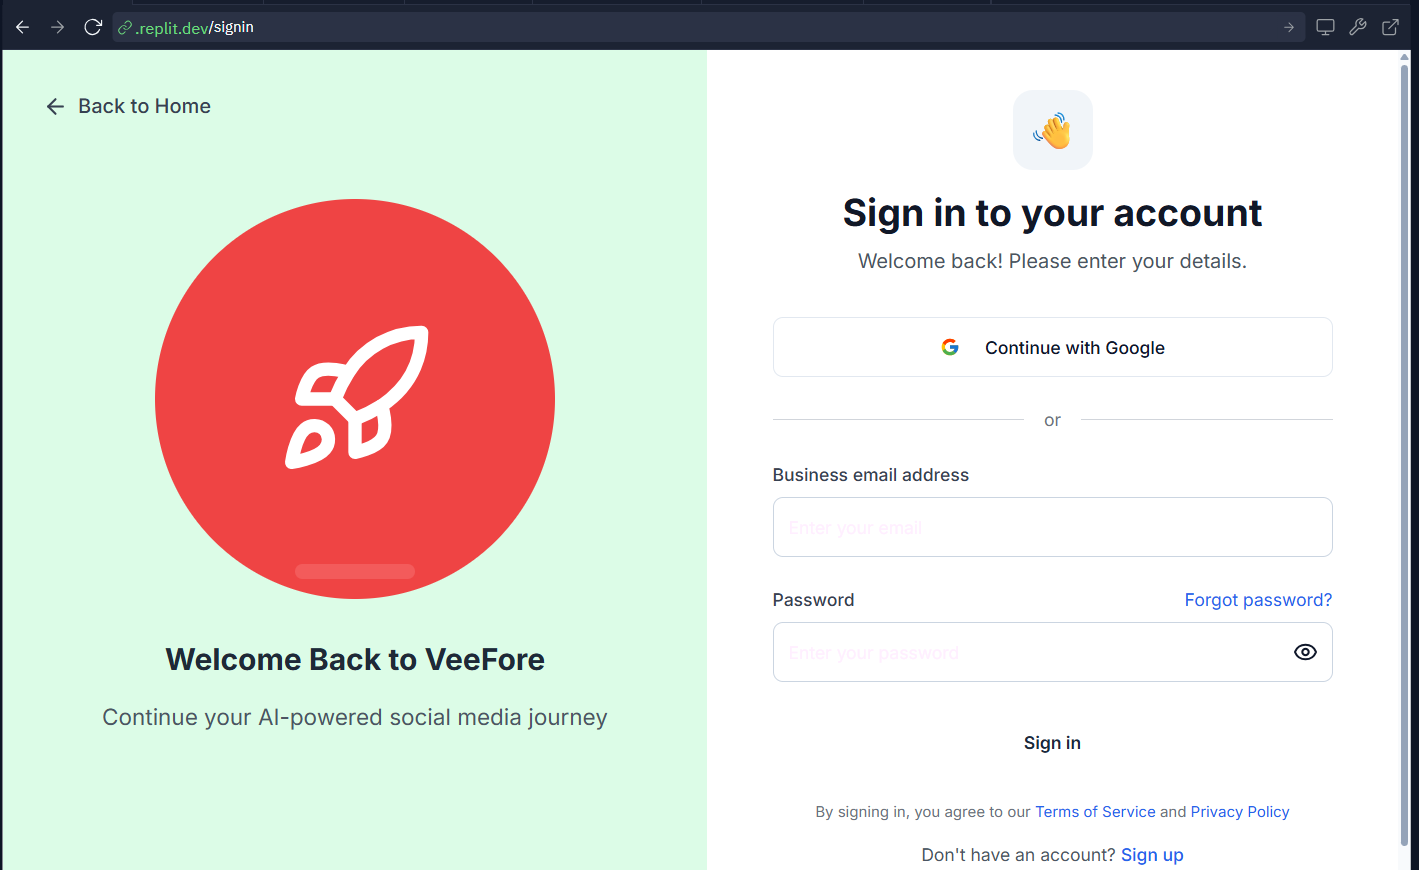 .replit.dev/signin
Back to Home
Welcome Back to VeeFore
Continue your AI-powered social media journey
Sign in to your account
Welcome back! Please enter your details.
Continue with Google
or
Business email address
Enter your email
Password Forgot password?
Enter your password
Sign in
By signing in, you agree to our Terms of Service and Privacy Policy
Don't have an account? Sign up